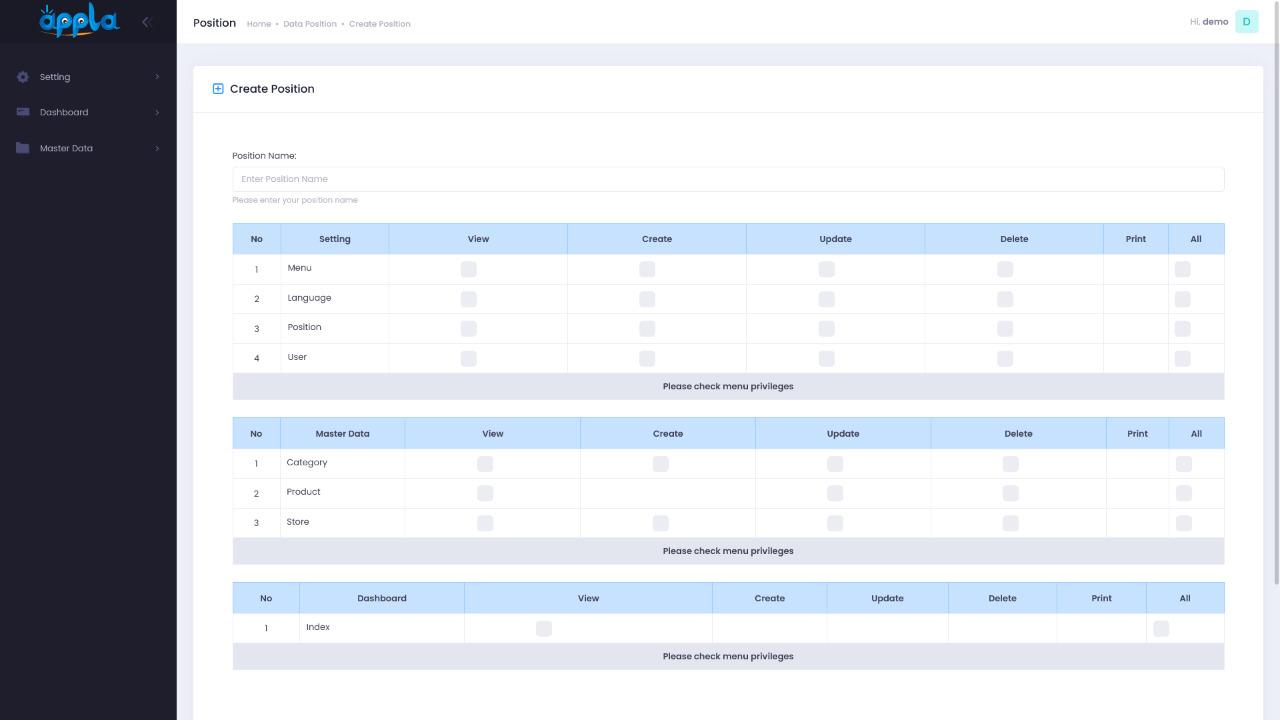 appla
Position Home • Data Position • Create Position
Hi, demo D
Setting
Dashboard
Master Data
Create Position
Position Name:
Enter Position Name
Please enter your position name
No Setting View Create Update Delete Print All
1 Menu
2 Language
3 Position
4 User
Please check menu privileges
No Master Data View Create Update Delete Print All
1 Category
2 Product
3 Store
Please check menu privileges
No Dashboard View Create Update Delete Print All
1 Index
Please check menu privileges